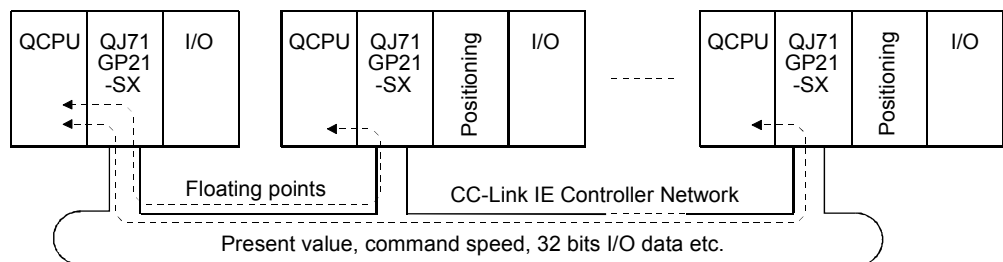 QCPU
QJ71
GP21
-SX
I/O
QCPU
QJ71
GP21
-SX
Positioning
I/O
QCPU
QJ71
GP21
-SX
Positioning
I/O
Floating points
CC-Link IE Controller Network
Present value, command speed, 32 bits I/O data etc.